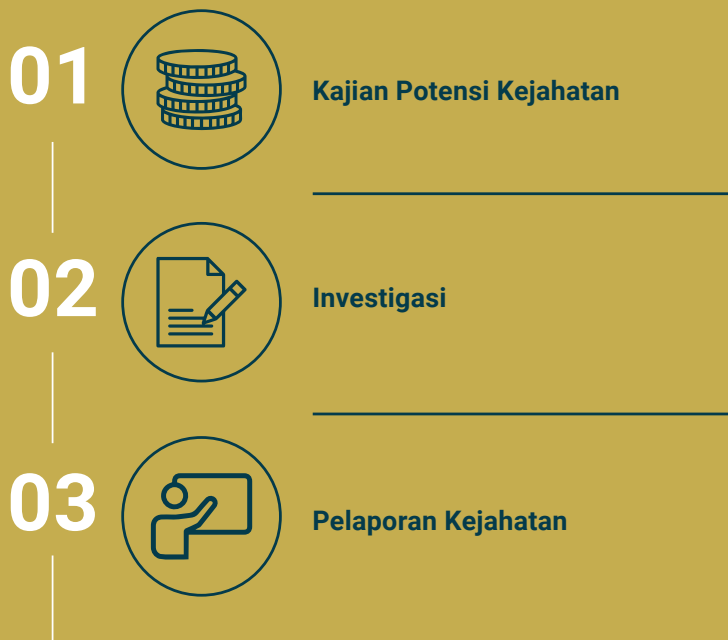 01
Kajian Potensi Kejahatan
02
Investigasi
03
Pelaporan Kejahatan